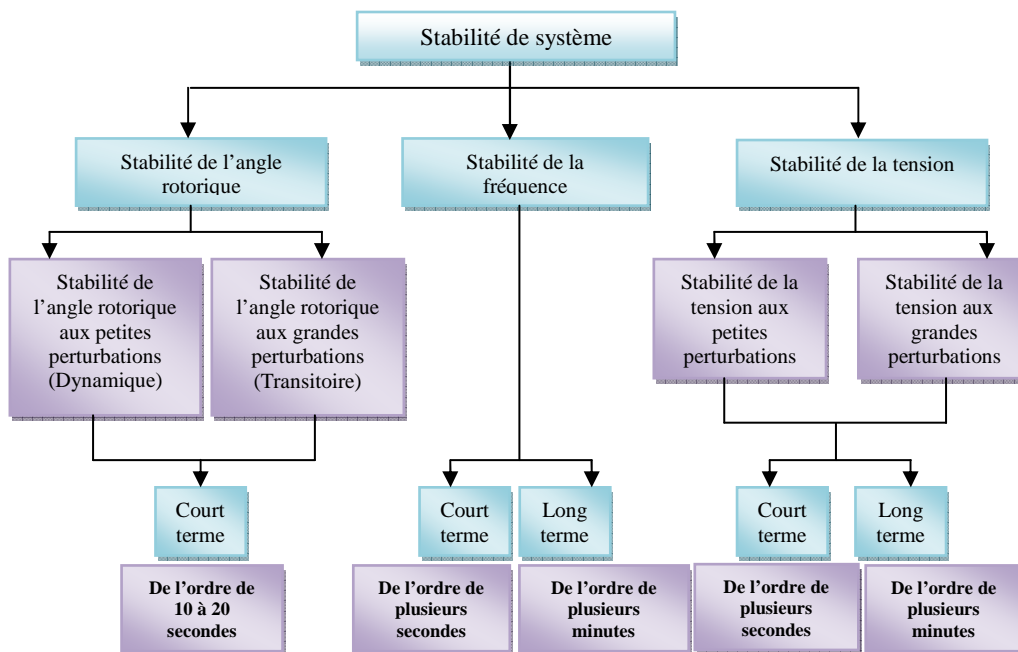 Stabilité de système
Stabilité de l’angle
rotorique
Stabilité de la
fréquence
Stabilité de la tension
Stabilité de
l’angle rotorique
aux petites
perturbations
(Dynamique)
Stabilité de
l’angle rotorique
aux grandes
perturbations
(Transitoire)
Stabilité de la
tension aux
petites
perturbations
Stabilité de la
tension aux
grandes
perturbations
Court
terme
Court
terme
Long
terme
Court
terme
Long
terme
De l’ordre de
10 à 20
secondes
De l’ordre de
plusieurs
secondes
De l’ordre de
plusieurs
minutes
De l’ordre de
plusieurs
secondes
De l’ordre de
plusieurs
minutes